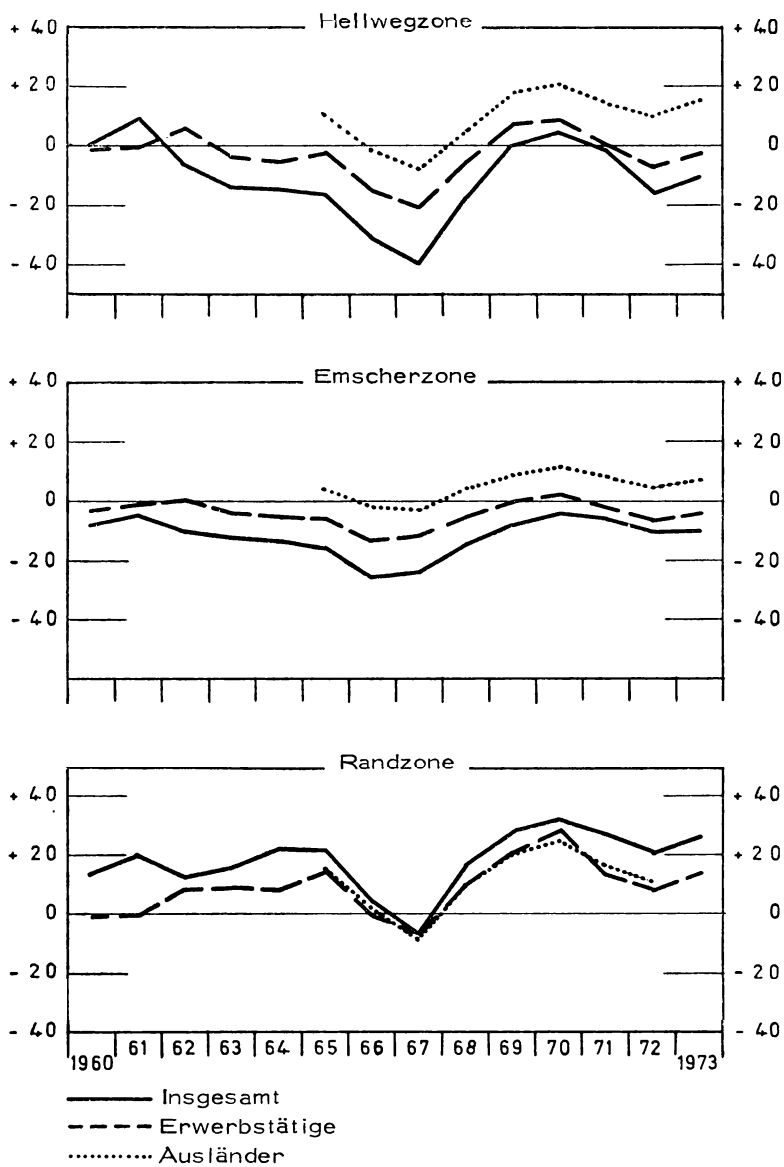 Hellwegzone
+ 40 + 40
+ 20 + 20
0 0
- 20 - 20
- 40 - 40
Emscherzone
+ 40 + 40
+ 20 + 20
0 0
- 20 - 20
- 40 - 40
Randzone
+ 40 + 40
+ 20 + 20
0 0
- 20 - 20
- 40 - 40
1960 61 62 63 64 65 66 67 68 69 70 71 72 1973
Insgesamt
Erwerbstätige
Ausländer